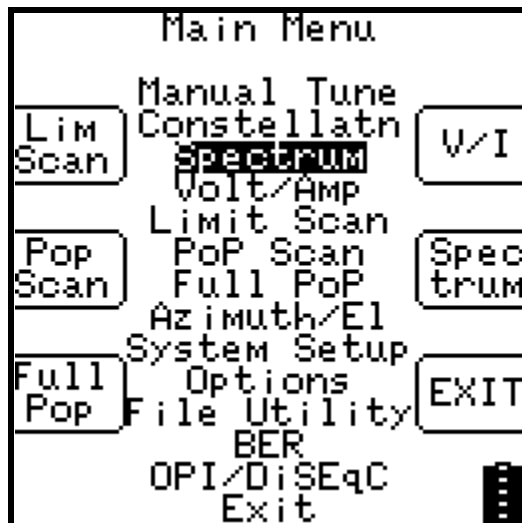 Main Menu
Manual Tune
Constellatn
Spectrum
Volt/Amp
Limit Scan
PoP Scan
Full PoP
Azimuth/El
System Setup
Options
File Utility
BER
OPI/DiSEqC
Exit
Lim
Scan
Pop
Scan
Full
Pop
V/I
Spec
trum
EXIT